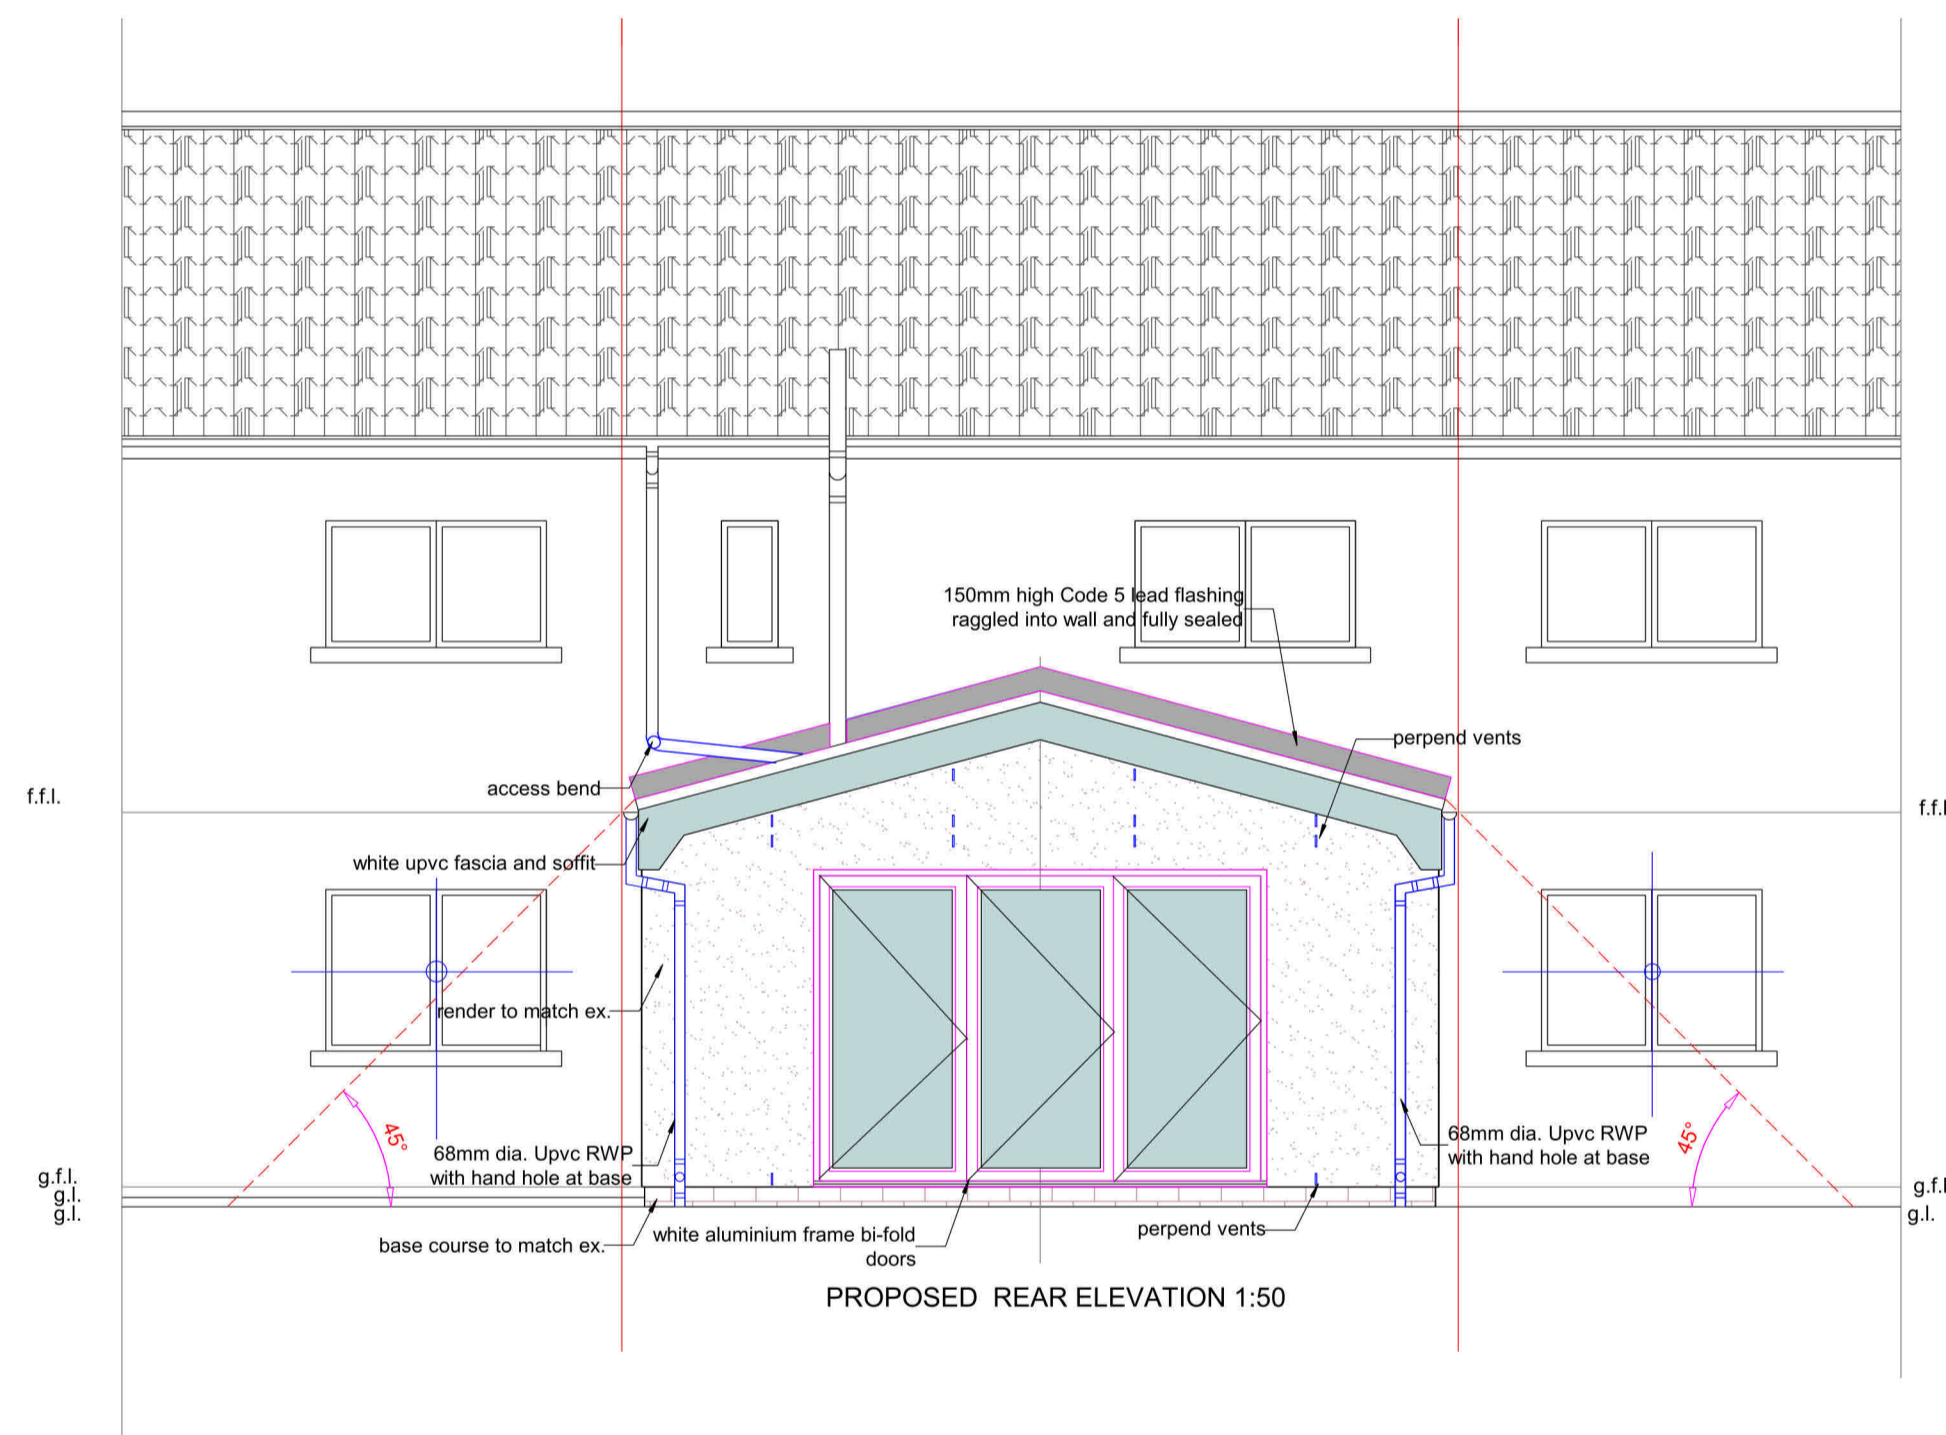 150mm high Code 5 lead flashing
raggled into wall and fully sealed
perpend vents
access bend
f.f.l.
f.f.l
white upvc fascia and soffit
render to match ex.
45°
45°
68mm dia. Upvc RWP
with hand hole at base
68mm dia. Upvc RWP
with hand hole at base
g.f.l.
g.l.
g.l.
g.f.l
g.l.
base course to match ex.
white aluminium frame bi-fold
doors
perpend vents
PROPOSED REAR ELEVATION 1:50